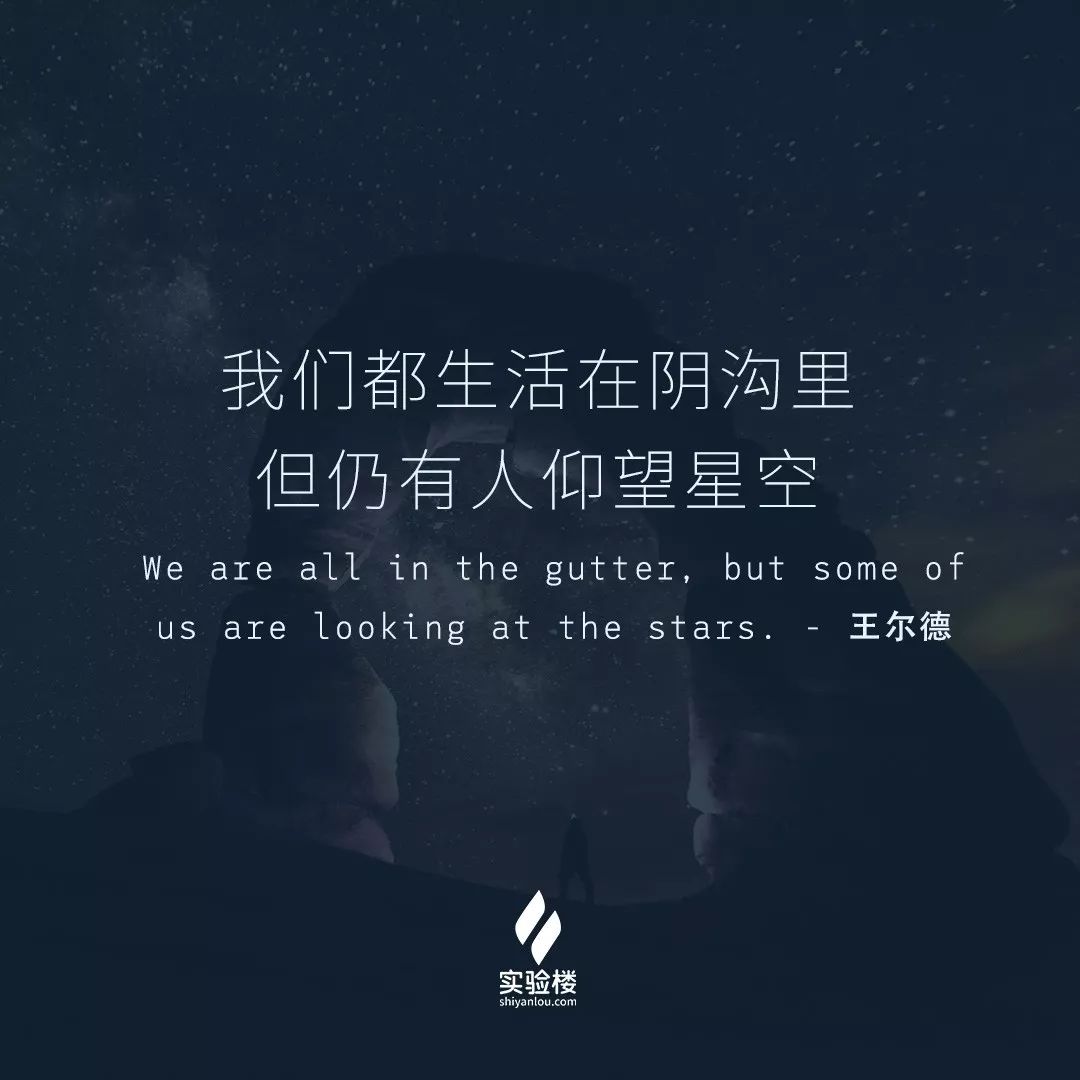 我们都生活在阴沟里
但仍有人仰望星空
We are all in the gutter, but some of
us are looking at the stars. - 王尔德
实验楼
shiyanlou.com